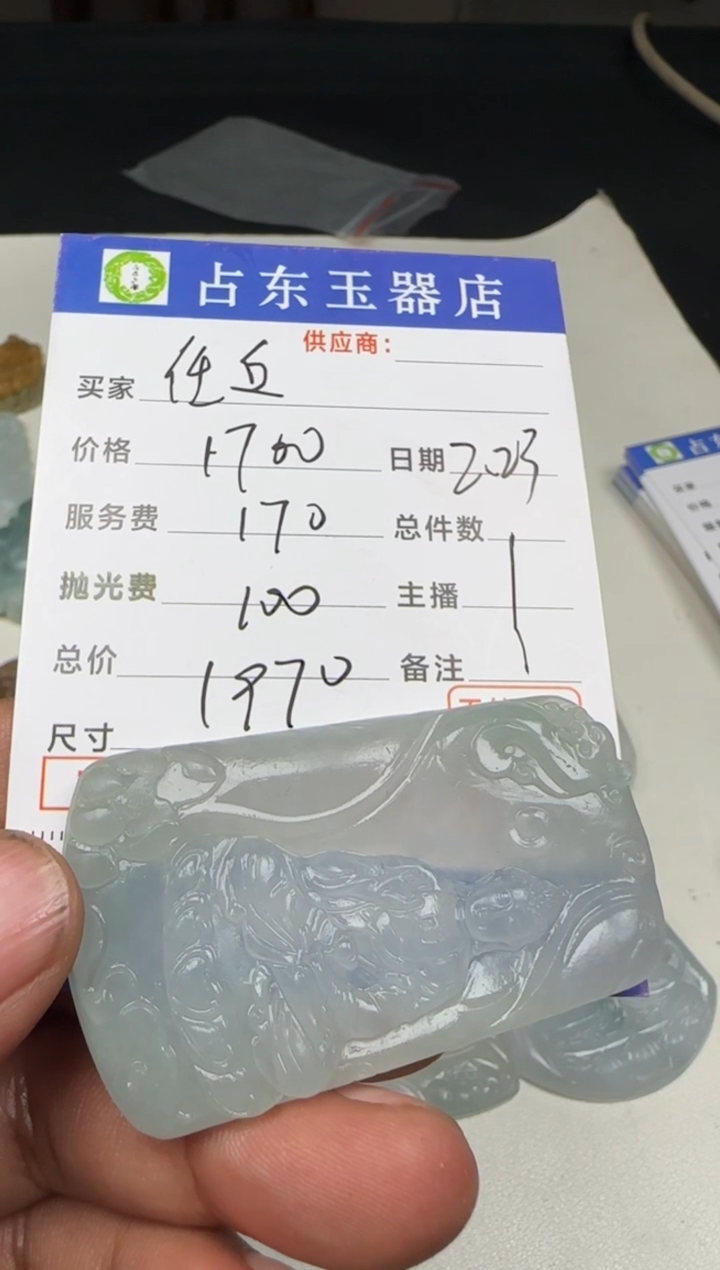 占东玉器店
供应商：
买家 任丘
价格 1700 日期 2.23
服务费 170 总件数
抛光费 100 主播
总价 1970 备注
尺寸